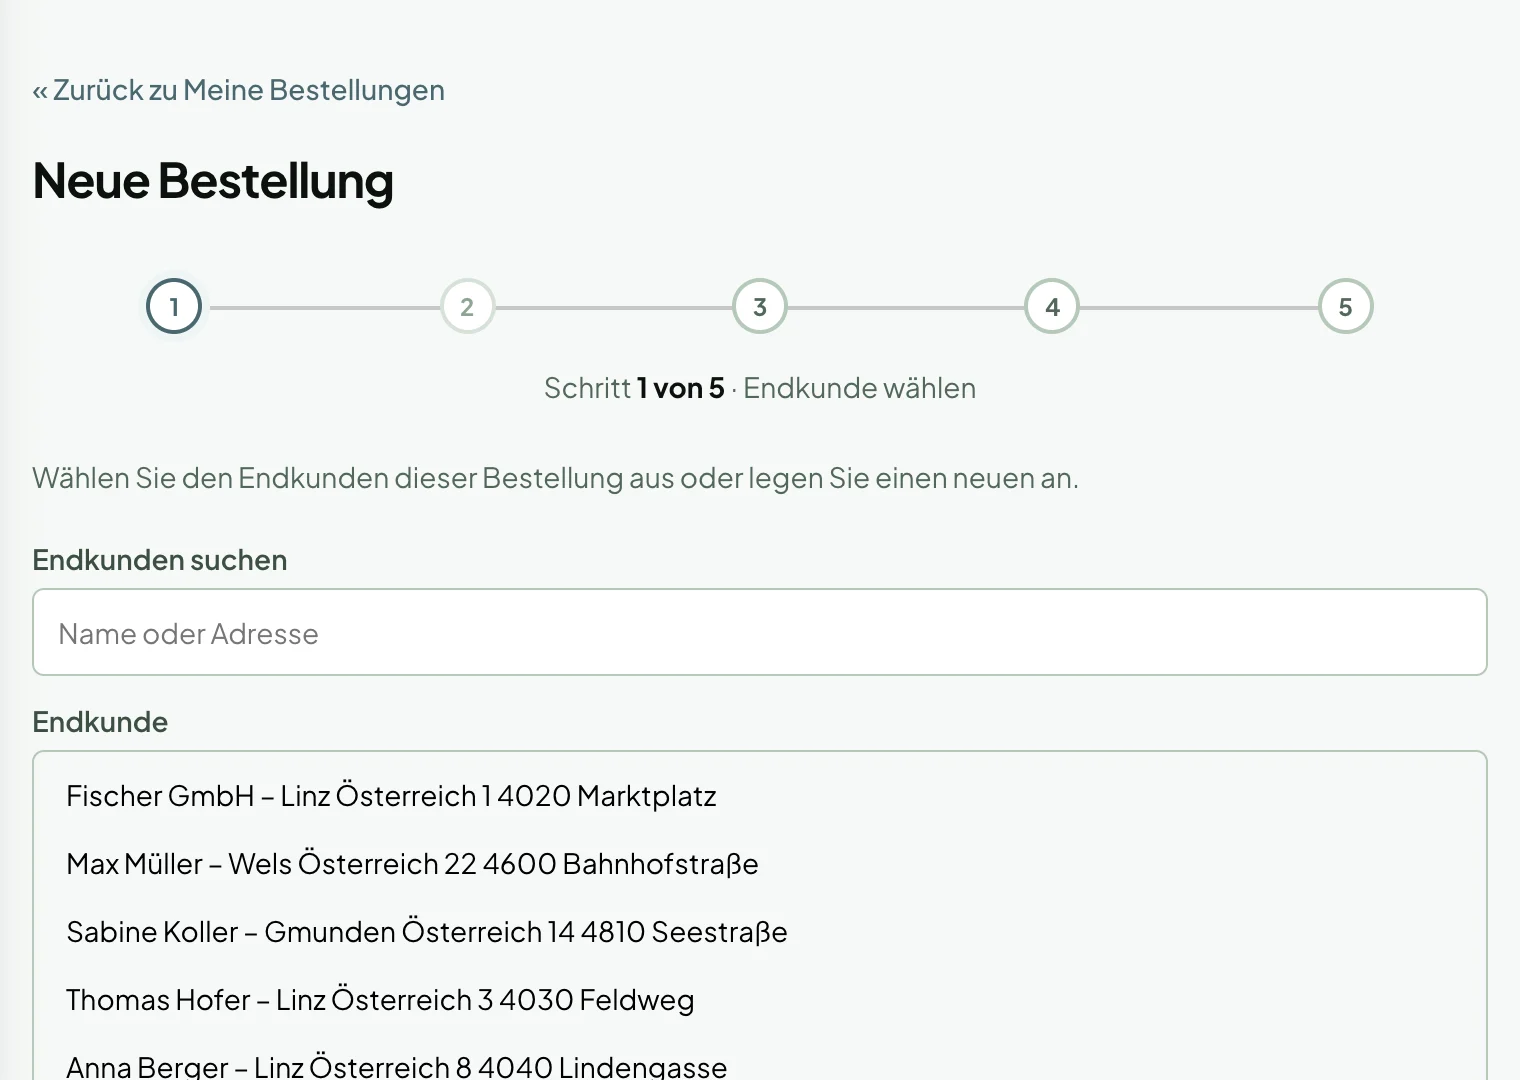 « Zurück zu Meine Bestellungen
Neue Bestellung
1 2 3 4 5
Schritt 1 von 5 · Endkunde wählen
Wählen Sie den Endkunden dieser Bestellung aus oder legen Sie einen neuen an.
Endkunden suchen
Name oder Adresse
Endkunde
Fischer GmbH – Linz Österreich 1 4020 Marktplatz
Max Müller – Wels Österreich 22 4600 Bahnhofstraße
Sabine Koller – Gmunden Österreich 14 4810 Seestraße
Thomas Hofer – Linz Österreich 3 4030 Feldweg
Anna Berger – Linz Österreich 8 4040 Lindengasse